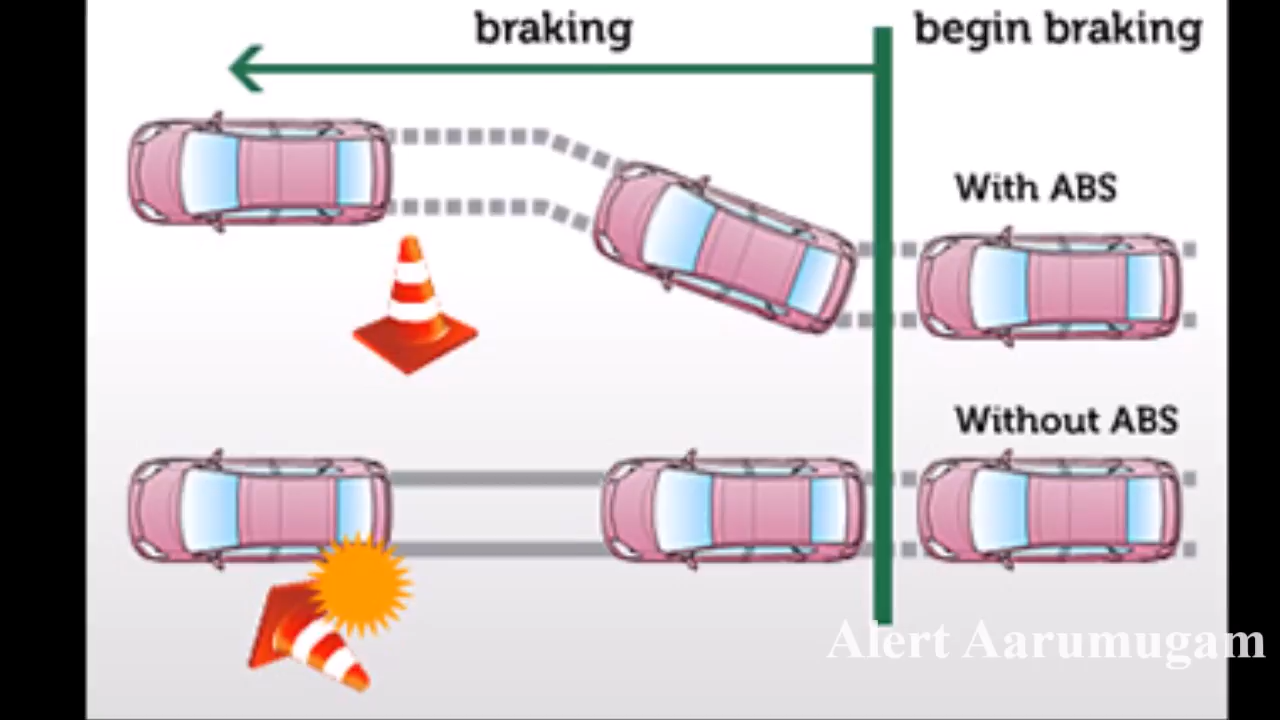 braking
begin braking
With ABS
Without ABS
Alert Aarumugam